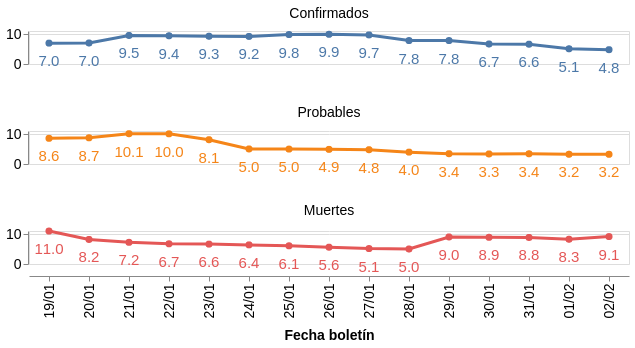 Confirmados
10
0
7.0 7.0 9.5 9.4 9.3 9.2 9.8 9.9 9.7 7.8 7.8 6.7 6.6 5.1 4.8
Probables
10
0
8.6 8.7 10.1 10.0 8.1 5.0 5.0 4.9 4.8 4.0 3.4 3.3 3.4 3.2 3.2
Muertes
10
0
11.0 8.2 7.2 6.7 6.6 6.4 6.1 5.6 5.1 5.0 9.0 8.9 8.8 8.3 9.1
19/01 20/01 21/01 22/01 23/01 24/01 25/01 26/01 27/01 28/01 29/01 30/01 31/01 01/02 02/02
Fecha boletín